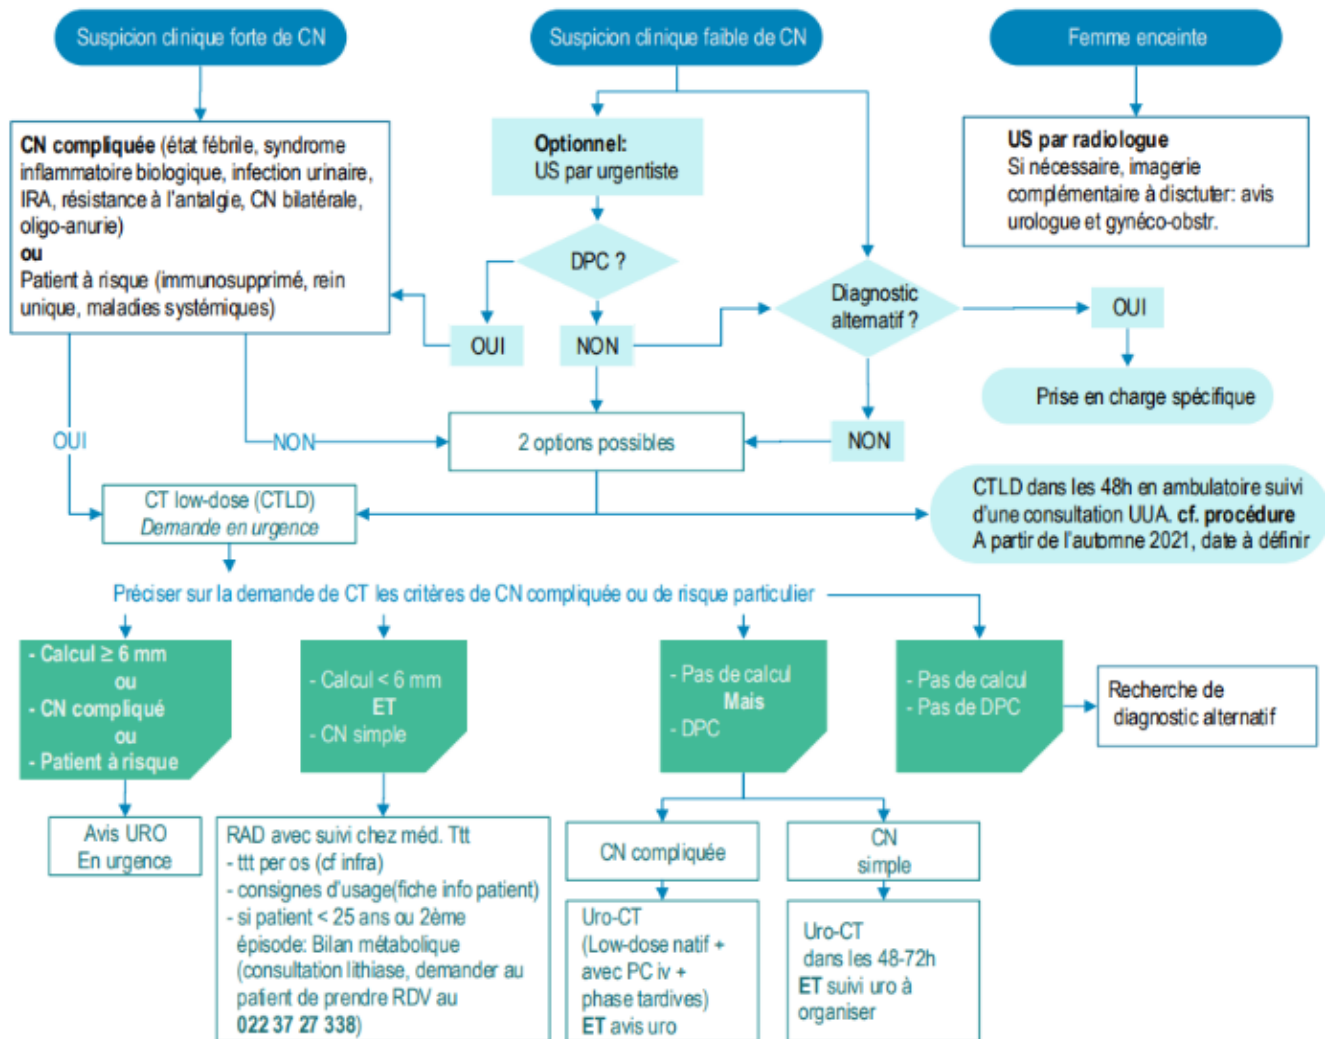 Suspicion clinique forte de CN
Suspicion clinique faible de CN
Femme enceinte
CN compliquée (état fébrile, syndrome
inflammatoire biologique, infection urinaire,
IRA, résistance à l'antalgie, CN bilatérale,
oligo-anurie)
ou
Patient à risque (immunosupprimé, rein
unique, maladies systémiques)
Optionnel:
US par urgentiste
US par radiologue
Si nécessaire, imagerie
complémentaire à disctuter: avis
urologue et gynéco-obstr.
DPC ?
Diagnostic
alternatif ?
OUI
NON
OUI
Prise en charge spécifique
OUI
NON
2 options possibles
NON
CT low-dose (CTLD)
Demande en urgence
CTLD dans les 48h en ambulatoire suivi
d'une consultation UUA. cf. procédure
A partir de l'automne 2021, date à définir
Préciser sur la demande de CT les critères de CN compliquée ou de risque particulier
- Calcul ≥ 6 mm
ou
- CN compliqué
ou
- Patient à risque
- Calcul < 6 mm
ET
- CN simple
- Pas de calcul
Mais
- DPC
- Pas de calcul
- Pas de DPC
Recherche de
diagnostic alternatif
Avis URO
En urgence
RAD avec suivi chez méd. Ttt
- ttt per os (cf infra)
- consignes d'usage(fiche info patient)
- si patient < 25 ans ou 2ème
épisode: Bilan métabolique
(consultation lithiase, demander au
patient de prendre RDV au
022 37 27 338)
CN compliquée
CN
simple
Uro-CT
(Low-dose natif +
avec PC iv +
phase tardives)
ET avis uro
Uro-CT
dans les 48-72h
ET suivi uro à
organiser